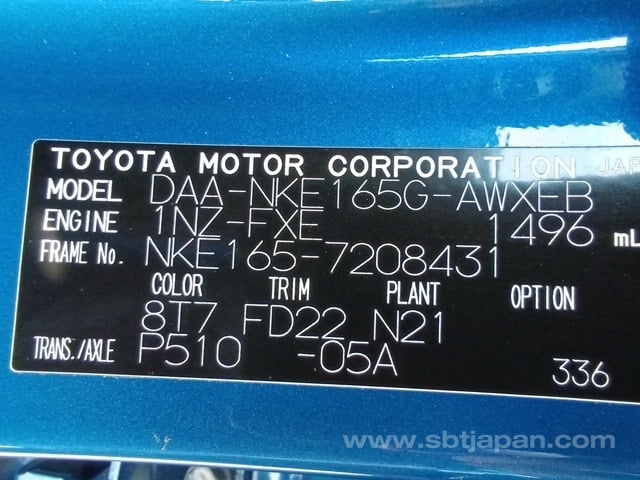 TOYOTA MOTOR CORPORATION JAP
MODEL DAA-NKE165G-AWXEB
ENGINE 1NZ-FXE 1496 mL
FRAME No. NKE165-7208431
COLOR TRIM PLANT OPTION
8T7 FD22 N21
TRANS./AXLE P510 -05A
336
www.sbtjapan.com